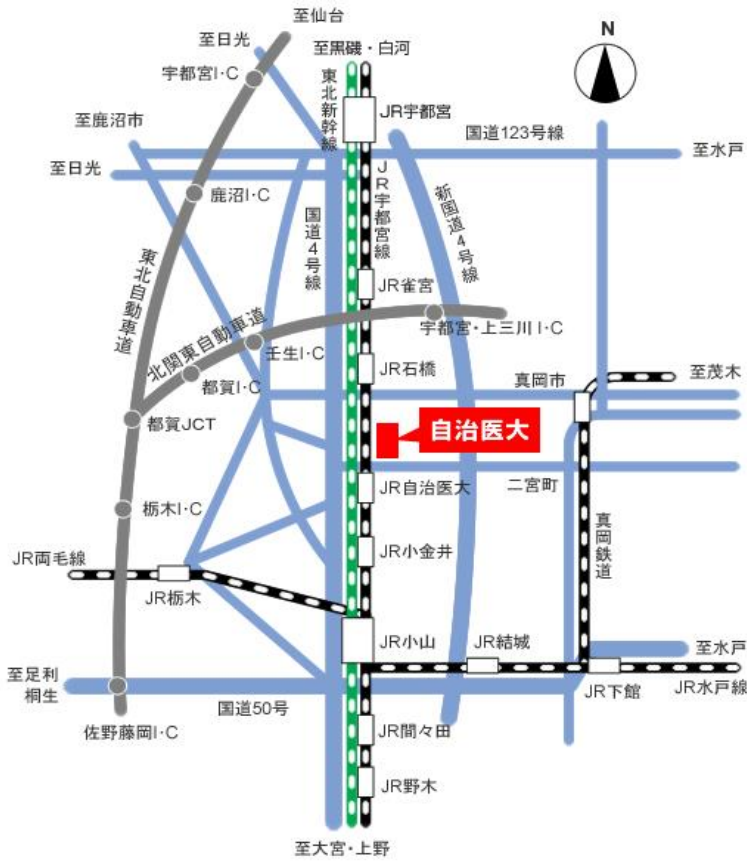 至仙台
至日光
至黒磯・白河
N
宇都宮I・C
東北新幹線
JR宇都宮
至鹿沼市
国道123号線
至水戸
至日光
JR宇都宮線
鹿沼I・C
新国道4号線
国道4号線
東北自動車道
JR雀宮
北関東自動車道
宇都宮・上三川 I・C
壬生I・C
JR石橋
至茂木
真岡市
都賀I・C
都賀JCT
自治医大
JR自治医大
二宮町
栃木I・C
真岡鉄道
JR両毛線
JR小金井
JR栃木
JR小山
JR結城
至水戸
至足利
桐生
JR下館
JR水戸線
国道50号
佐野藤岡I・C
JR間々田
JR野木
至大宮・上野